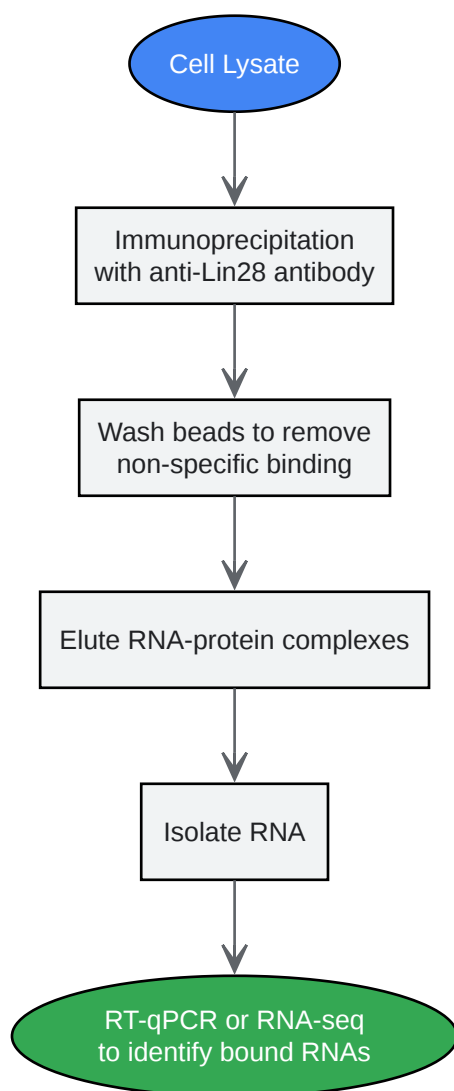 Cell Lysate
Immunoprecipitation
with anti-Lin28 antibody
Wash beads to remove
non-specific binding
Elute RNA-protein complexes
Isolate RNA
RT-qPCR or RNA-seq
to identify bound RNAs